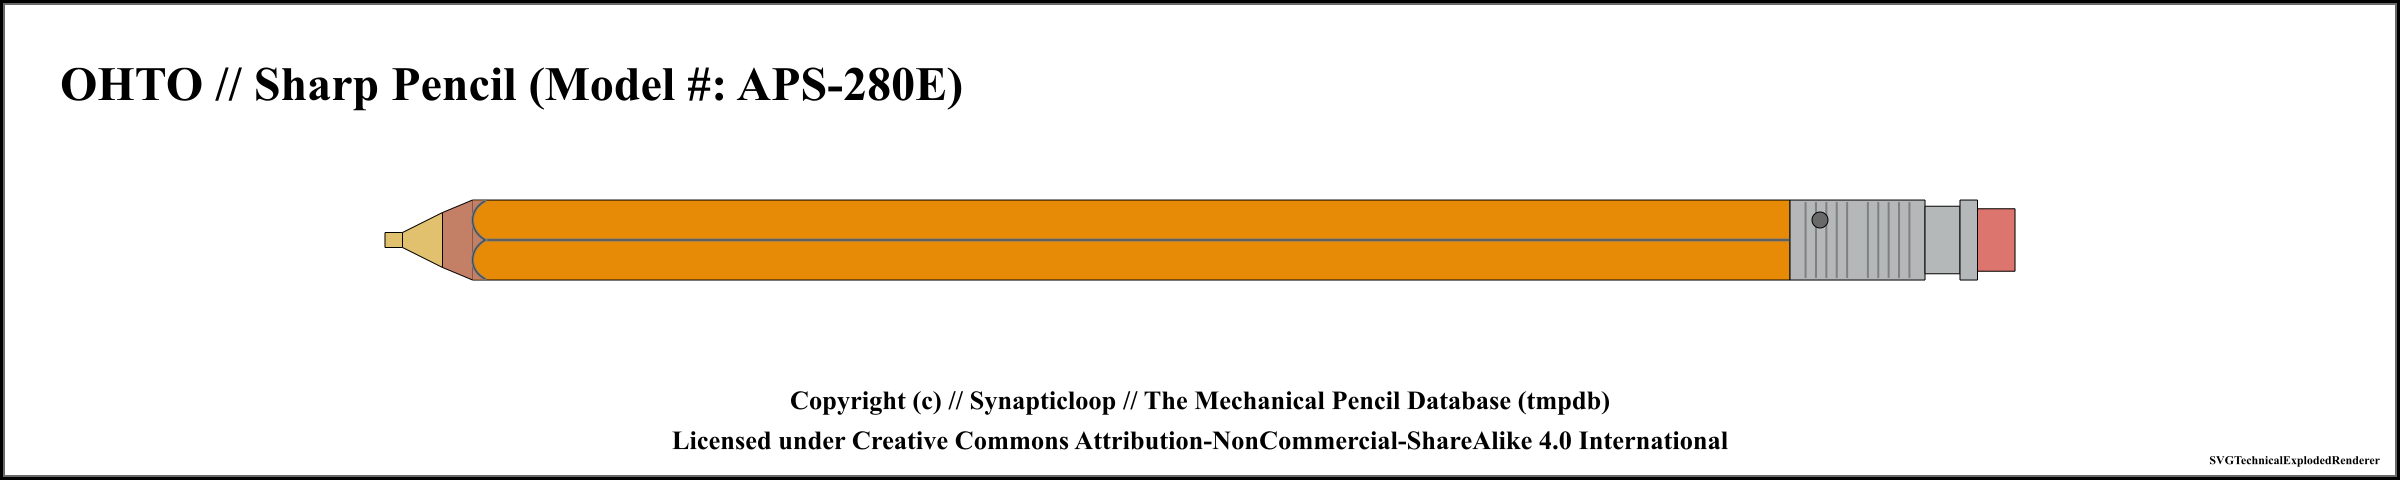 OHTO // Sharp Pencil (Model #: APS-280E)
Copyright (c) // Synapticloop // The Mechanical Pencil Database (tmpdb)
Licensed under Creative Commons Attribution-NonCommercial-ShareAlike 4.0 International
SVGTechnicalExplodedRenderer